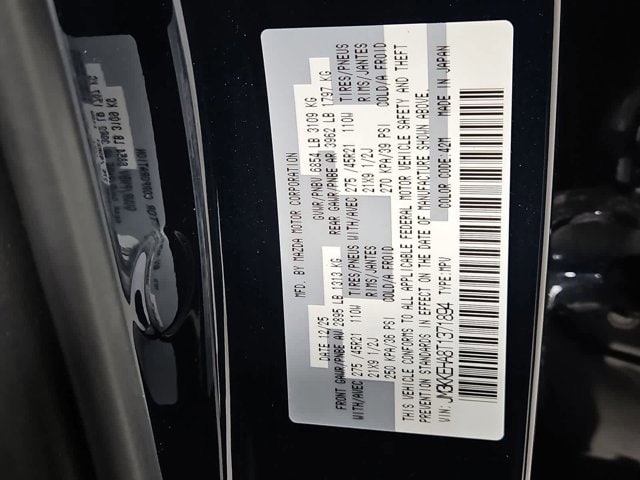 MFD. BY MAZDA MOTOR CORPORATION
DATE 12/25 GVWR/PNBV 6854 LB 3109 KG
FRONT GAWR/PNBE AV 2895 LB 1313 KG REAR GAWR/PNBE AR 3962 LB 1797 KG
WITH/AVEC 275 /45R21 110W TIRES/PNEUS WITH/AVEC 275 /45R21 110W TIRES/PNEUS
21X9 1/2J RIMS/JANTES 21X9 1/2J RIMS/JANTES
250 KPA/36 PSI COLD/A FROID 270 KPA/39 PSI COLD/A FROID
THIS VEHICLE CONFORMS TO ALL APPLICABLE FEDERAL MOTOR VEHICLE SAFETY AND THEFT
PREVENTION STANDARDS IN EFFECT ON THE DATE OF MANUFACTURE SHOWN ABOVE.
VIN: JM3KKEHA8T1371894 TYPE:MPV COLOR CODE:42M MADE IN JAPAN